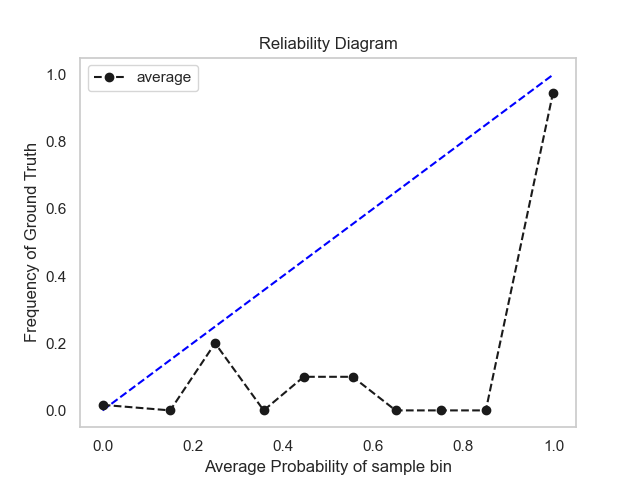 Reliability Diagram
average
Frequency of Ground Truth
1.0
0.8
0.6
0.4
0.2
0.0
0.0 0.2 0.4 0.6 0.8 1.0
Average Probability of sample bin